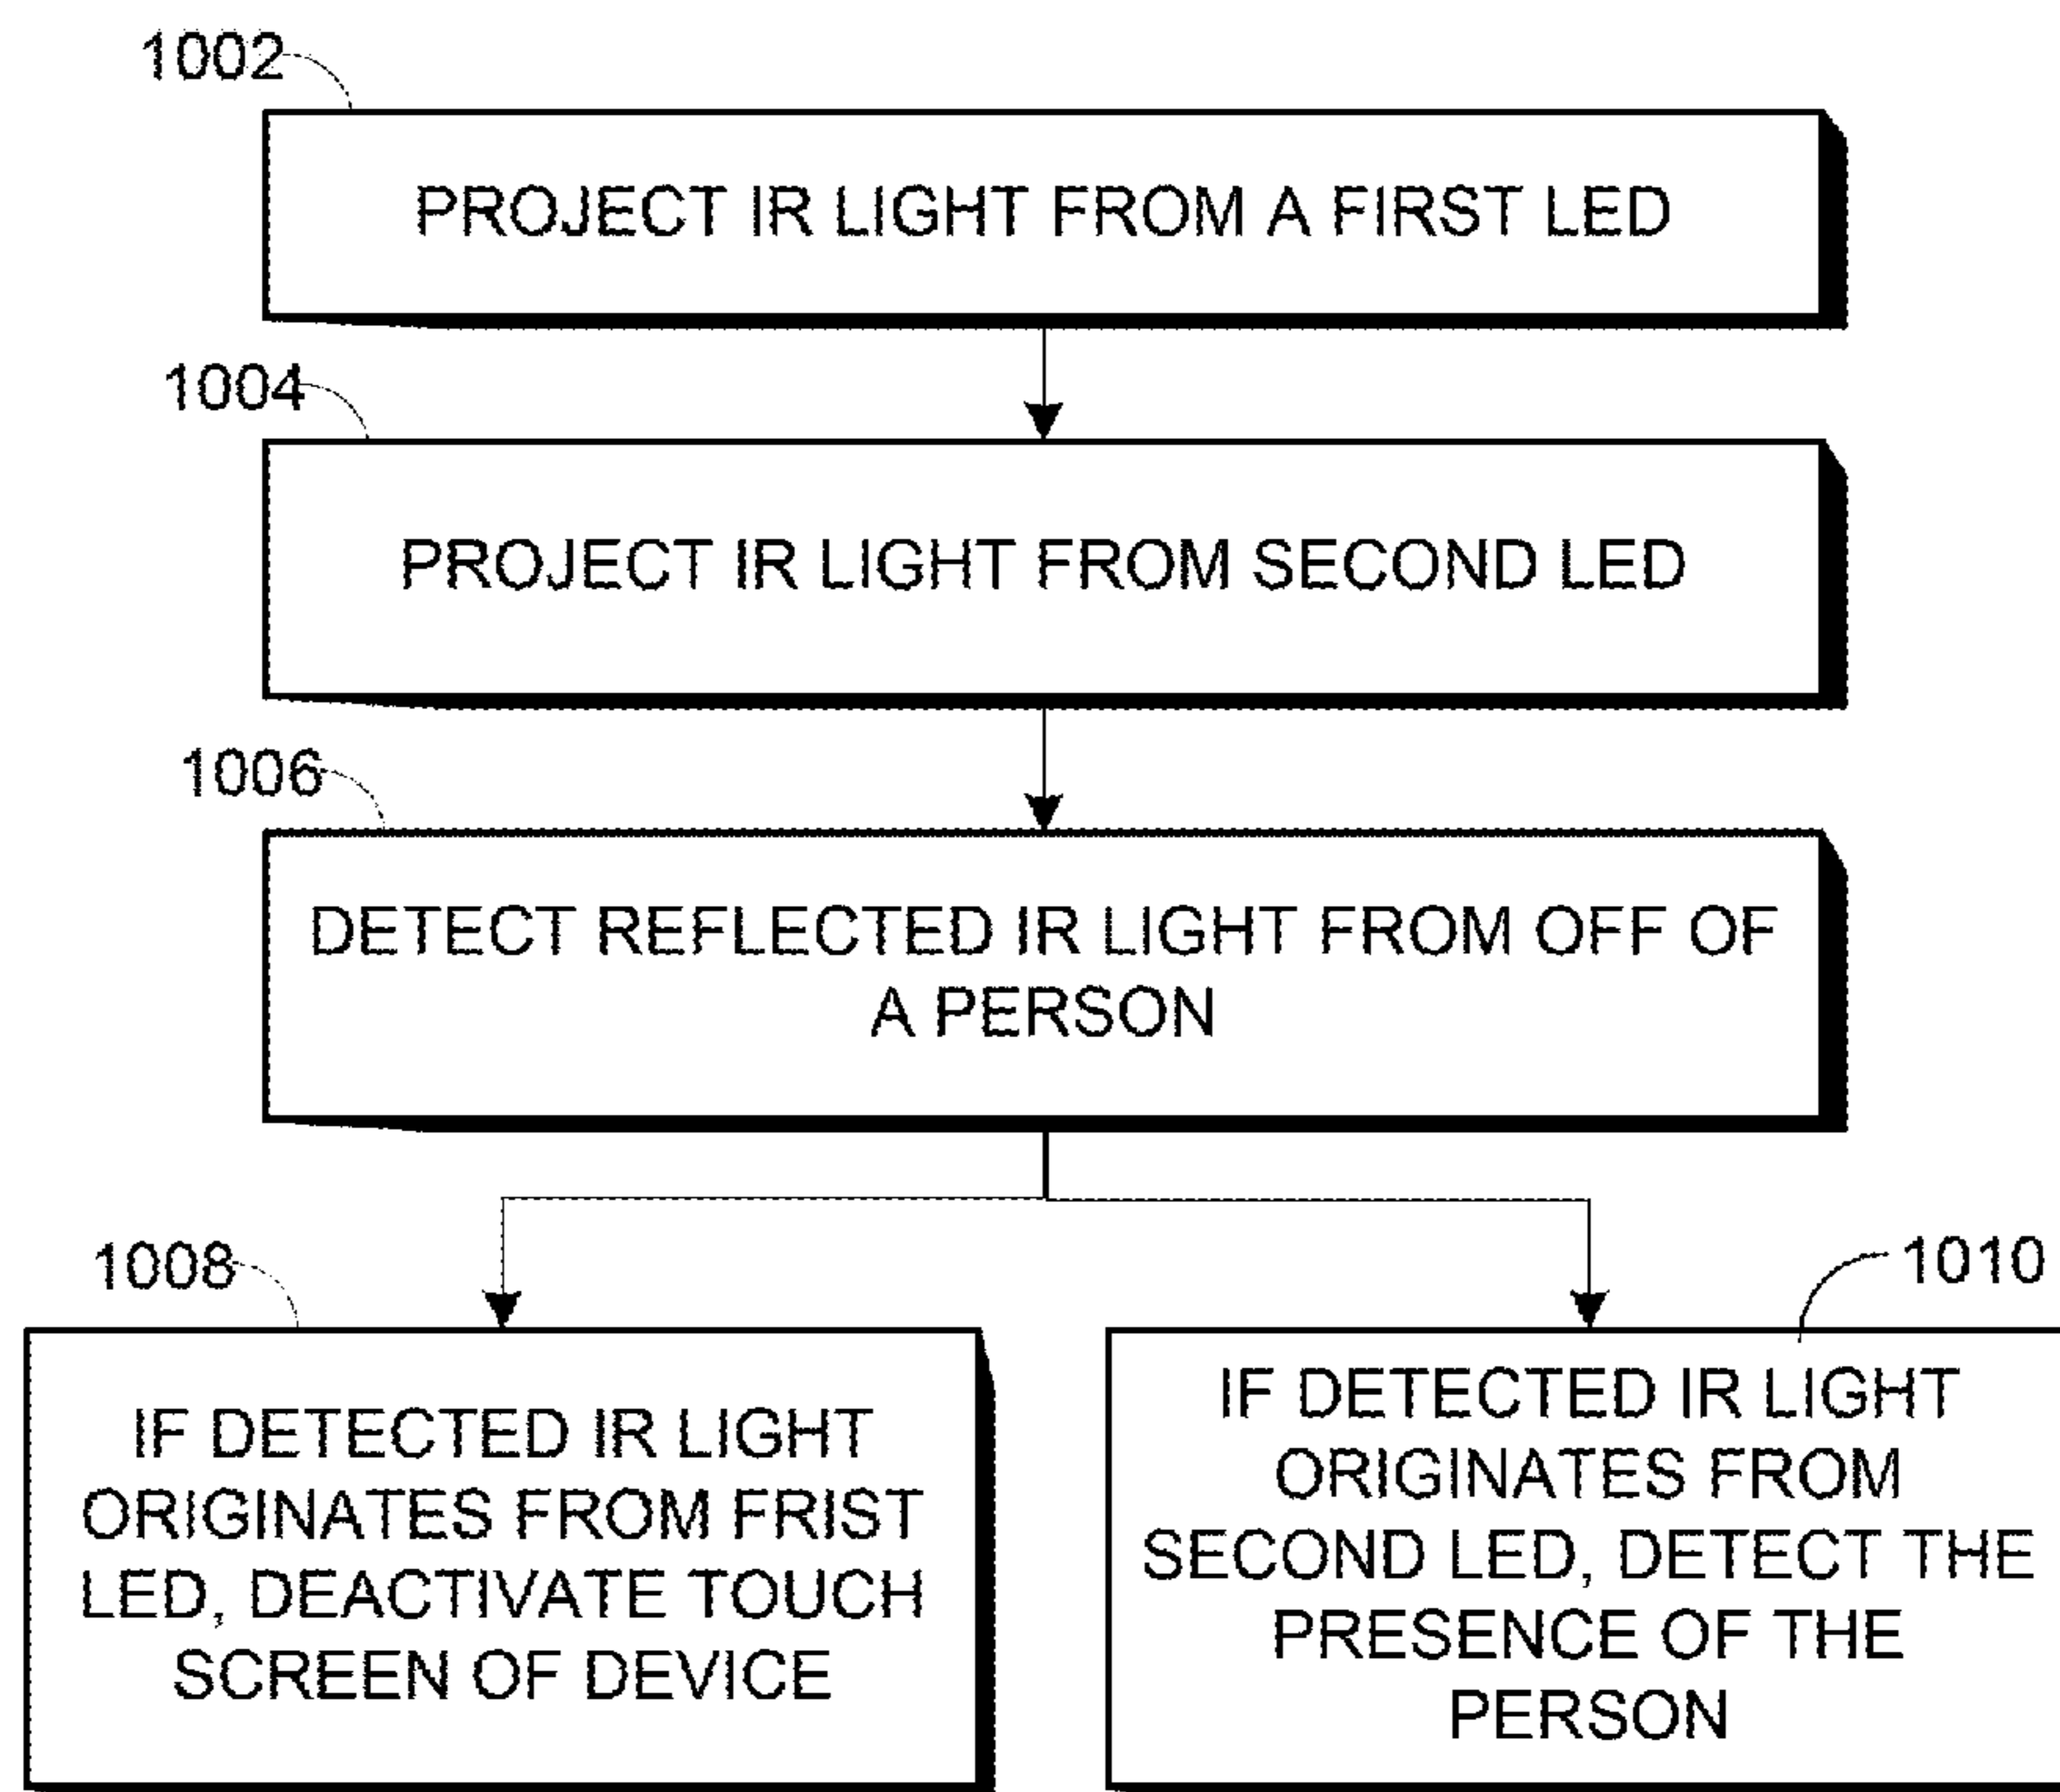 1002
PROJECT IR LIGHT FROM A FIRST LED
1004
PROJECT IR LIGHT FROM SECOND LED
1006
DETECT REFLECTED IR LIGHT FROM OFF OF
A PERSON
1008
IF DETECTED IR LIGHT
ORIGINATES FROM FRIST
LED, DEACTIVATE TOUCH
SCREEN OF DEVICE
1010
IF DETECTED IR LIGHT
ORIGINATES FROM
SECOND LED, DETECT THE
PRESENCE OF THE
PERSON